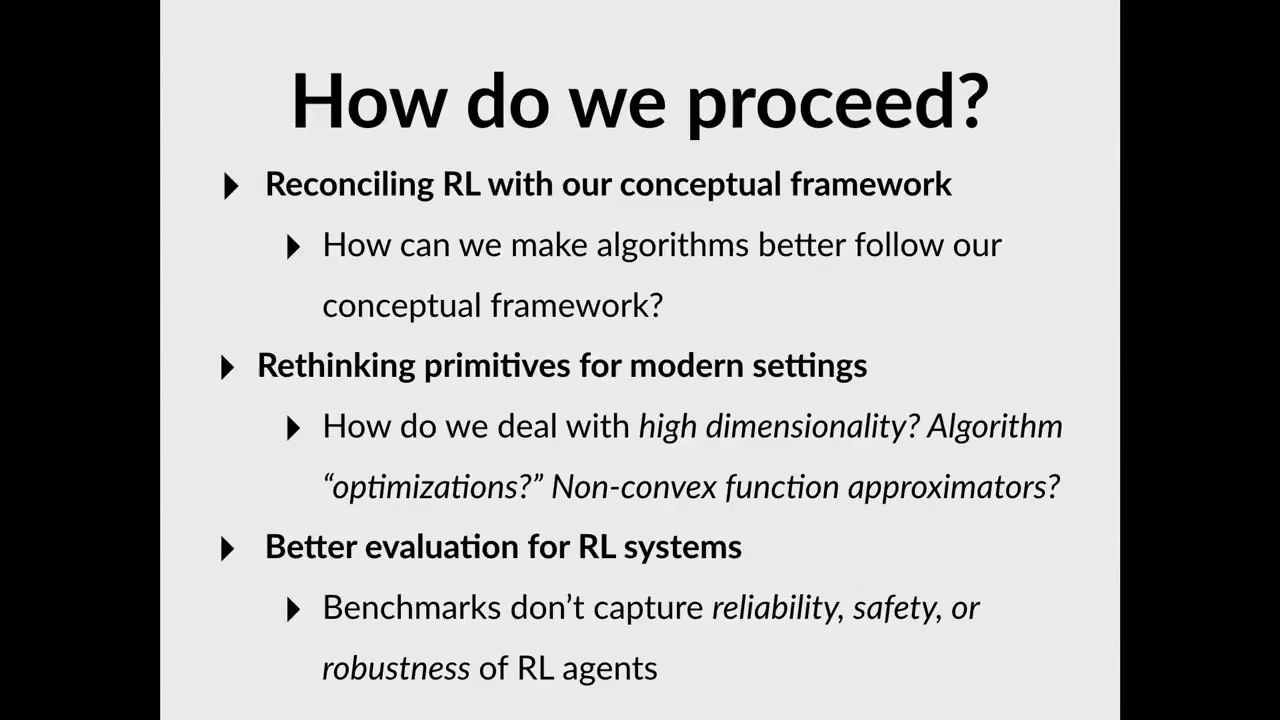 How do we proceed?
Reconciling RL with our conceptual framework
How can we make algorithms better follow our
conceptual framework?
Rethinking primitives for modern settings
How do we deal with high dimensionality? Algorithm
“optimizations?” Non-convex function approximators?
Better evaluation for RL systems
Benchmarks don’t capture reliability, safety, or
robustness of RL agents